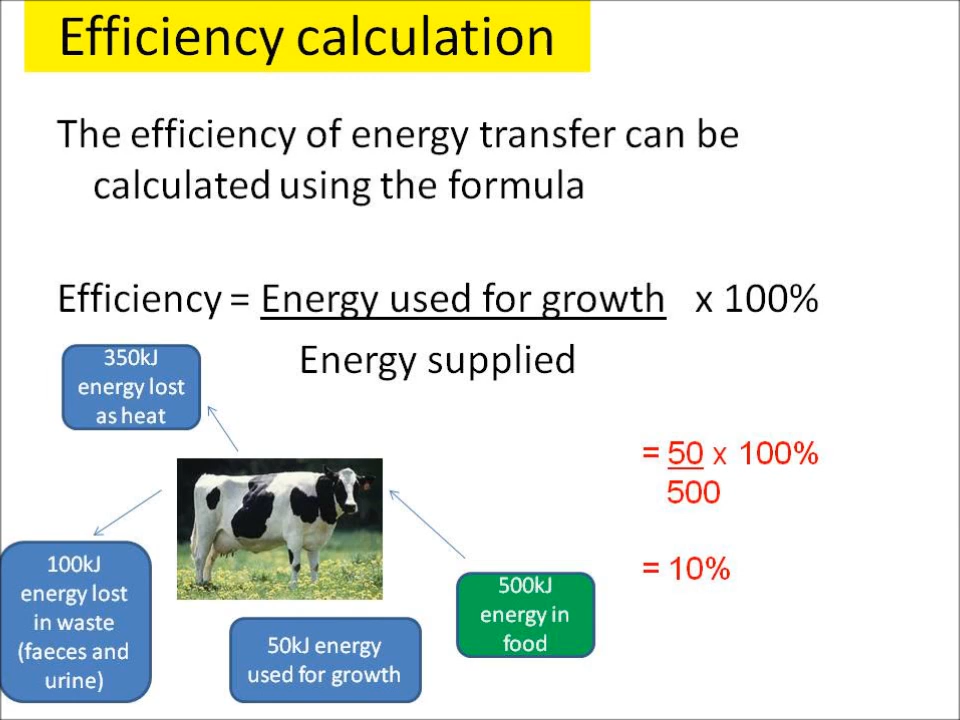 Efficiency calculation
The efficiency of energy transfer can be
calculated using the formula
Efficiency = Energy used for growth x 100%
Energy supplied
350kJ
energy lost
as heat
= 50 x 100%
500
= 10%
100kJ
energy lost
in waste
(faeces and
urine)
50kJ energy
used for growth
500kJ
energy in
food